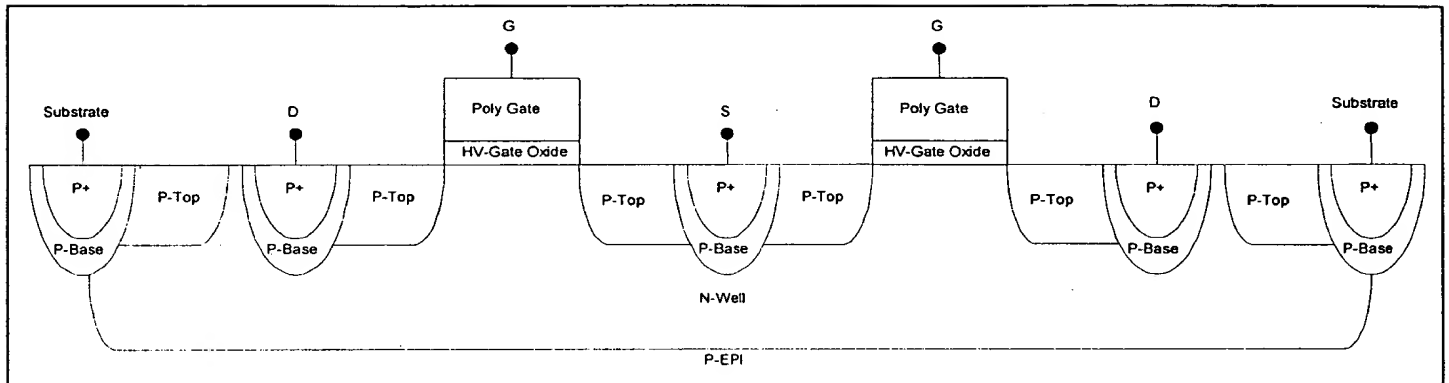 G G
Poly Gate Poly Gate
Substrate D S D Substrate
HV-Gate Oxide HV-Gate Oxide
P+ P-Top P+ P-Top P-Top P+ P-Top P-Top P+ P-Top P+
P-Base P-Base P-Base P-Base P-Base
N-Well
P-EPI